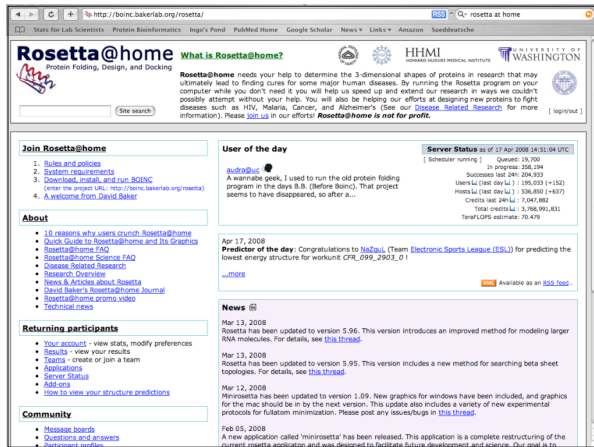 http://boinc.bakerlab.org/rosetta/
RSS
rosetta at home
Stats for Lab Scientists Protein Bioinformatics Ingo's Pong PubMed Home Google Scholar News ▾ Links ▾ Amazon Sueddeutsche
Rosetta@home
Protein Folding, Design, and Docking
What is Rosetta@home?
HHMI
HOWARD HUGHES MEDICAL INSTITUTE
UNIVERSITY OF
WASHINGTON
Rosetta@home needs your help to determine the 3-dimensional shapes of proteins in research that may
ultimately lead to finding cures for some major human diseases. By running the Rosetta program on your
computer while you don't need it you will help us speed up and extend our research in ways we couldn't
possibly attempt without your help. You will also be helping our efforts at designing new proteins to fight
diseases such as HIV, Malaria, Cancer, and Alzheimer's (See our Disease Related Research for more
information). Please join us in our efforts! Rosetta@home is not for profit.
Site search
[ login/out ]
Join Rosetta@home
1. Rules and policies
2. System requirements
3. Download, install, and run BOINC
(enter the project URL: http://boinc.bakerlab.org/rosetta)
4. A welcome from David Baker
About
• 10 reasons why users crunch Rosetta@home
• Quick Guide to Rosetta@home and Its Graphics
• Rosetta@home FAQ
• Rosetta@home Science FAQ
• Disease Related Research
• Research Overview
• News & Articles about Rosetta
• David Baker's Rosetta@home Journal
• Rosetta@home promo video
• Technical news
Returning participants
• Your account - view stats, modify preferences
• Results - view your results
• Teams - create or join a team
• Applications
• Server Status
• Add-ons
• How to view your structure predictions
Community
• Message boards
• Questions and answers
• Participant profiles
User of the day
audra@uc
A wannabe geek, I used to run the old protein folding
program in the days B.B. (Before Boinc). That project
seems to have disappeared, so after a...
Server Status as of 17 Apr 2008 14:51:04 UTC
[ Scheduler running ] Queued: 19,700
In progress: 358,194
Successes last 24h: 204,933
Users (last day) : 195,033 (+152)
Hosts (last day) : 536,850 (+637)
Credits last 24h : 7,047,882
Total credits : 3,768,991,831
TeraFLOPS estimate: 70.479
Apr 17, 2008
Predictor of the day: Congratulations to NaZguL (Team Electronic Sports League (ESL)) for predicting the
lowest energy structure for workunit CFR_099_2903_0 !
...more
XML Available as an RSS feed..
News
Mar 13, 2008
Rosetta has been updated to version 5.96. This version introduces an improved method for modeling larger
RNA molecules. For details, see this thread.
Mar 13, 2008
Rosetta has been updated to version 5.95. This version includes a new method for searching beta sheet
topologies. For details, see this thread.
Mar 12, 2008
Minirosetta has been updated to version 1.09. New graphics for windows have been included, and graphics
for the mac should be in by the next version. This update also includes a variety of new experimental
protocols for fullatom minimization. Please post any issues/bugs in this thread.
Feb 05, 2008
A new application called 'minirosetta' has been released. This application is a complete restructuring of the
current rosetta applicaton and was designed to facilitate future development and science. Our goal is to